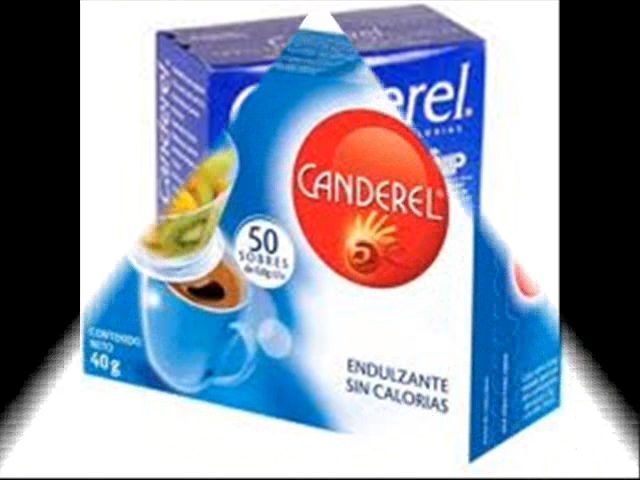 erel.
CANDEREL
50
SOBRES
CONTENIDO
NETO
40 g
ENDULZANTE
SIN CALORIAS